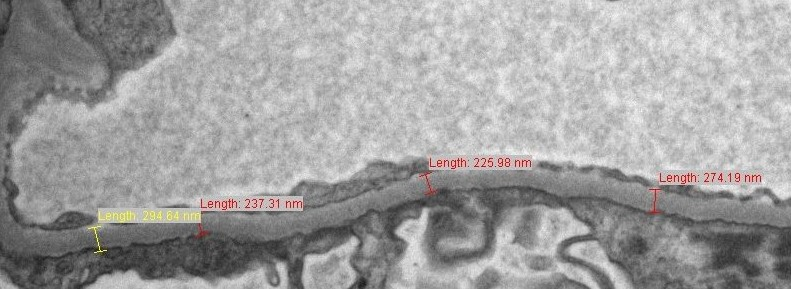 Length: 225.98 nm
Length: 274.19 nm
Length: 237.31 nm
Length: 294.64 nm